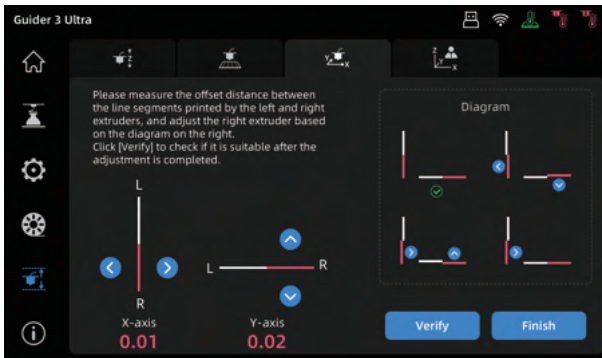 Guider 3 Ultra
Z
Y
X
Z
Y
X
Please measure the offset distance between
the line segments printed by the left and right
extruders, and adjust the right extruder based
on the diagram on the right.
Click [Verify] to check if it is suitable after the
adjustment is completed.
Diagram
L
L
R
R
X-axis
Y-axis
0.01
0.02
Verify
Finish